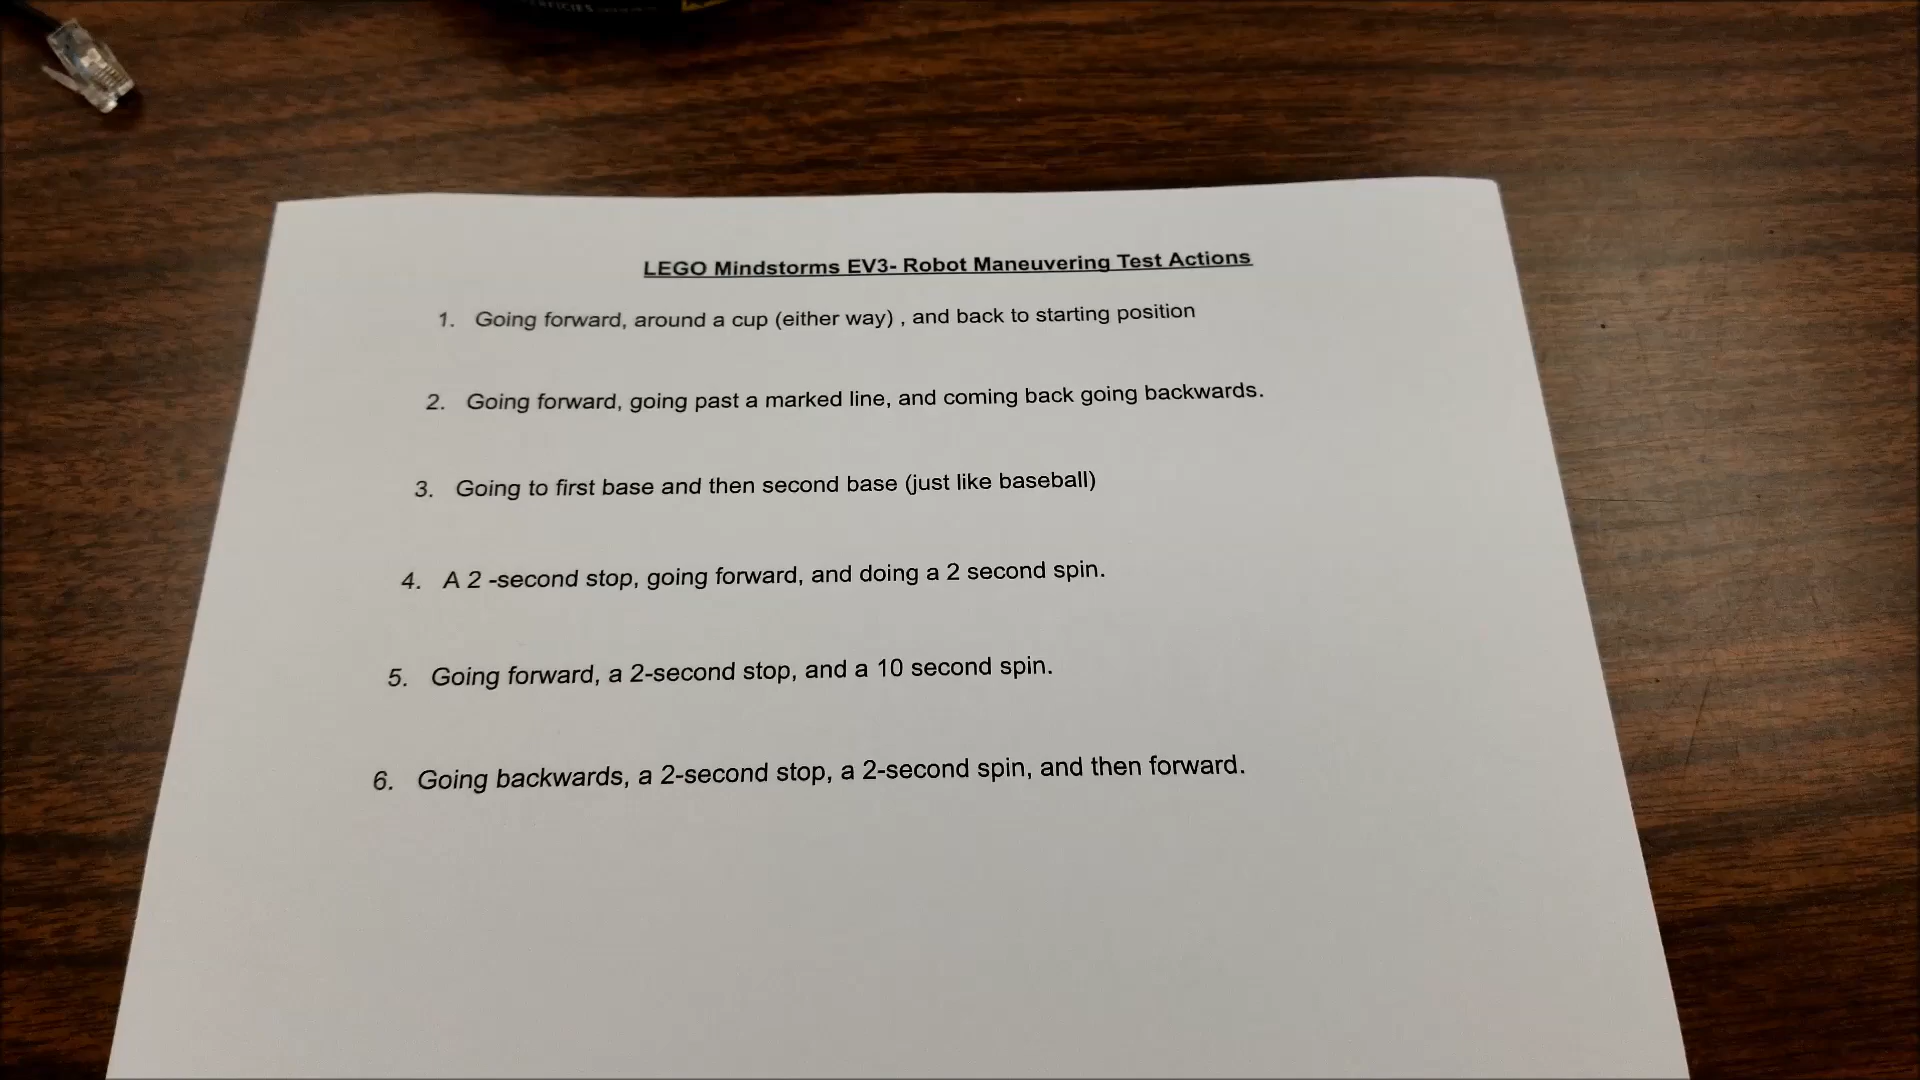 LEGO Mindstorms EV3- Robot Maneuvering Test Actions
1. Going forward, around a cup (either way) , and back to starting position
2. Going forward, going past a marked line, and coming back going backwards.
3. Going to first base and then second base (just like baseball)
4. A 2 -second stop, going forward, and doing a 2 second spin.
5. Going forward, a 2-second stop, and a 10 second spin.
6. Going backwards, a 2-second stop, a 2-second spin, and then forward.